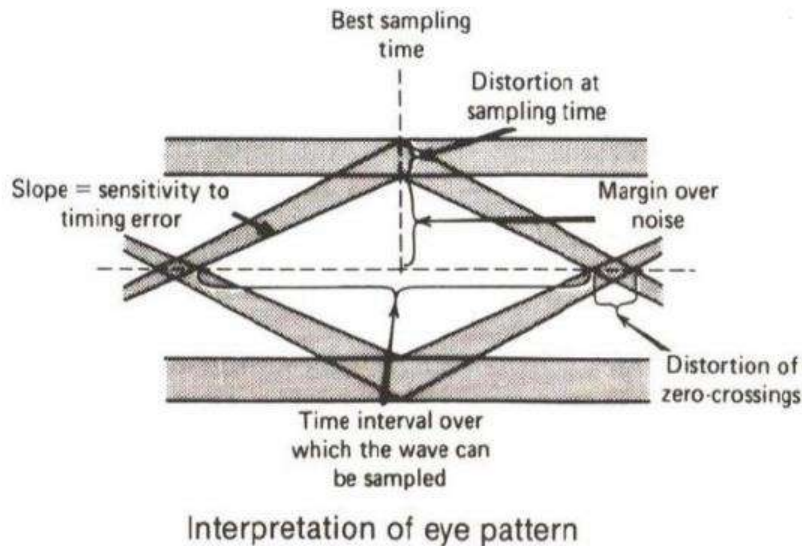 Best sampling
time
Distortion at
sampling time
Slope = sensitivity to
timing error
Margin over
noise
Distortion of
zero-crossings
Time interval over
which the wave can
be sampled
Interpretation of eye pattern